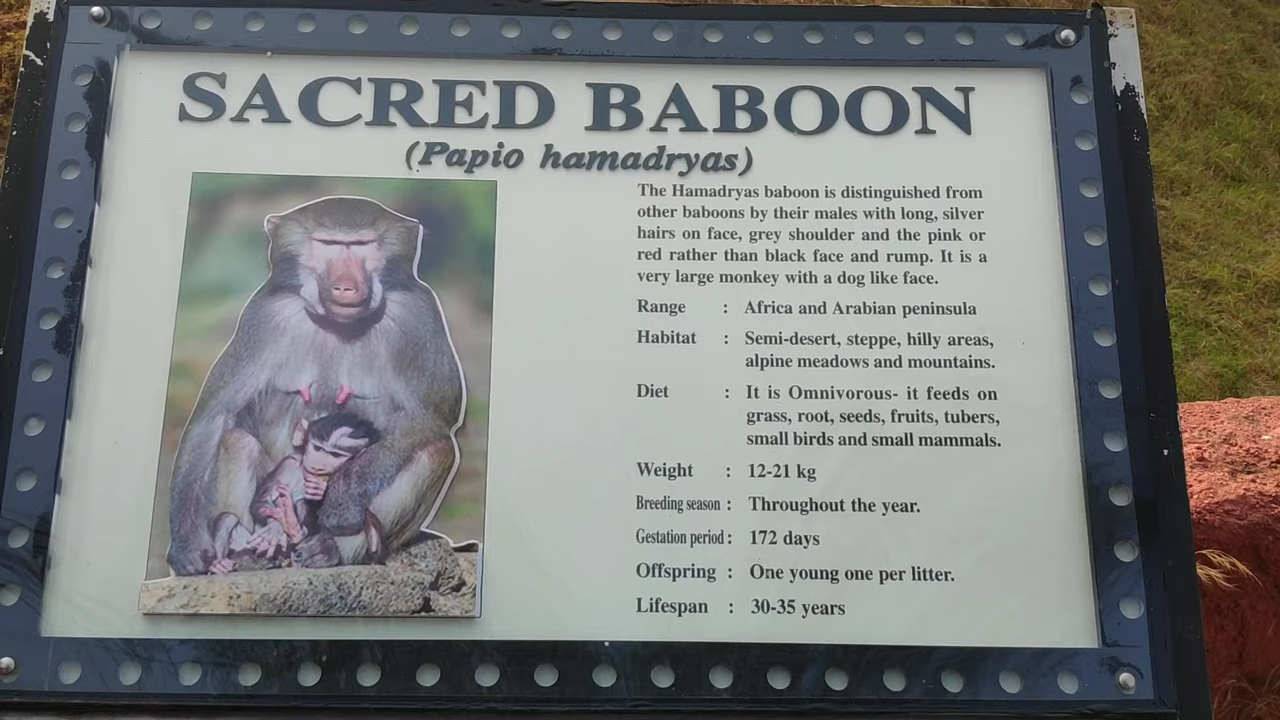 SACRED BABOON
(Papio hamadryas)
The Hamadryas baboon is distinguished from
other baboons by their males with long, silver
hairs on face, grey shoulder and the pink or
red rather than black face and rump. It is a
very large monkey with a dog like face.
Range : Africa and Arabian peninsula
Habitat : Semi-desert, steppe, hilly areas,
alpine meadows and mountains.
Diet : It is Omnivorous- it feeds on
grass, root, seeds, fruits, tubers,
small birds and small mammals.
Weight : 12-21 kg
Breeding season : Throughout the year.
Gestation period : 172 days
Offspring : One young one per litter.
Lifespan : 30-35 years